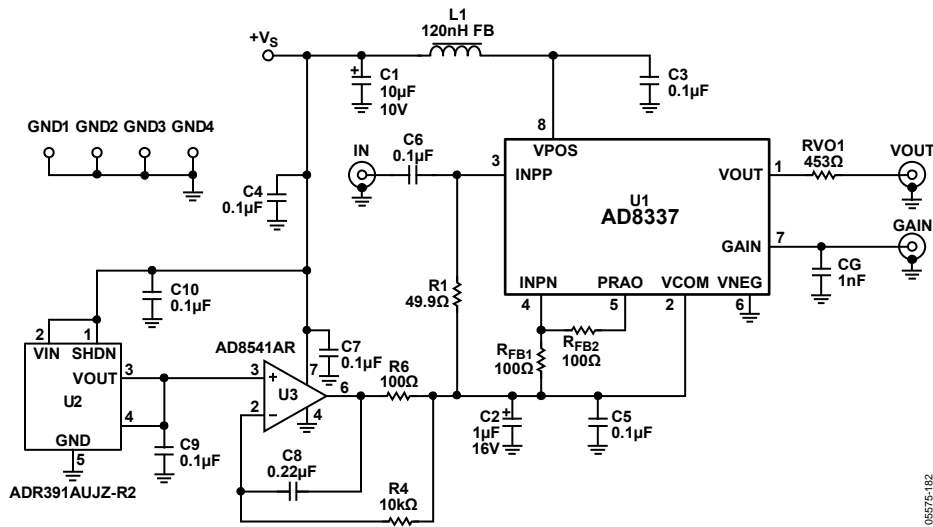 L1
120nH FB
+VS
C1
10µF
10V
C3
0.1µF
GND1 GND2 GND3 GND4
8
VPOS
IN
C6
0.1µF
3
INPP
VOUT
1
RVO1
453Ω
VOUT
U1
AD8337
C4
0.1µF
GAIN
7
GAIN
CG
1nF
C10
0.1µF
R1
49.9Ω
INPN
PRAO
VCOM
VNEG
4
5
2
6
RFB2
100Ω
RFB1
100Ω
2
1
VIN
SHDN
AD8541AR
C7
0.1µF
VOUT
3
3
+
7
U3
6
R6
100Ω
U2
2
–
4
4
GND
5
C9
0.1µF
C2
1µF
16V
C5
0.1µF
C8
0.22µF
ADR391AUJZ-R2
R4
10kΩ
05575-182